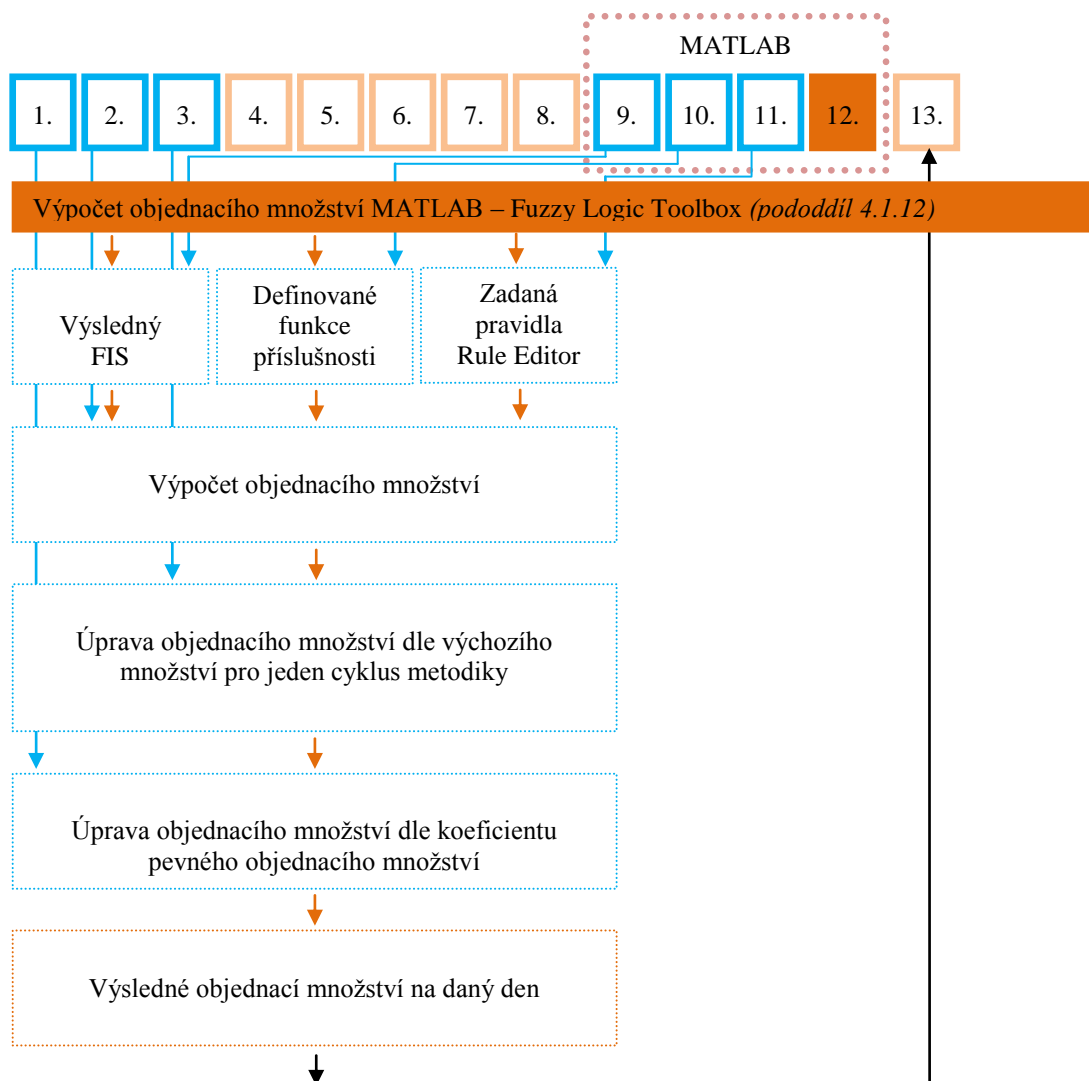 MATLAB
1. 2. 3. 4. 5. 6. 7. 8. 9. 10. 11. 12. 13.
Výpočet objednacího množství MATLAB – Fuzzy Logic Toolbox (pododdíl 4.1.12)
Výsledný
FIS
Definované
funkce
příslušnosti
Zadaná
pravidla
Rule Editor
Výpočet objednacího množství
Úprava objednacího množství dle výchozího
množství pro jeden cyklus metodiky
Úprava objednacího množství dle koeficientu
pevného objednacího množství
Výsledné objednací množství na daný den